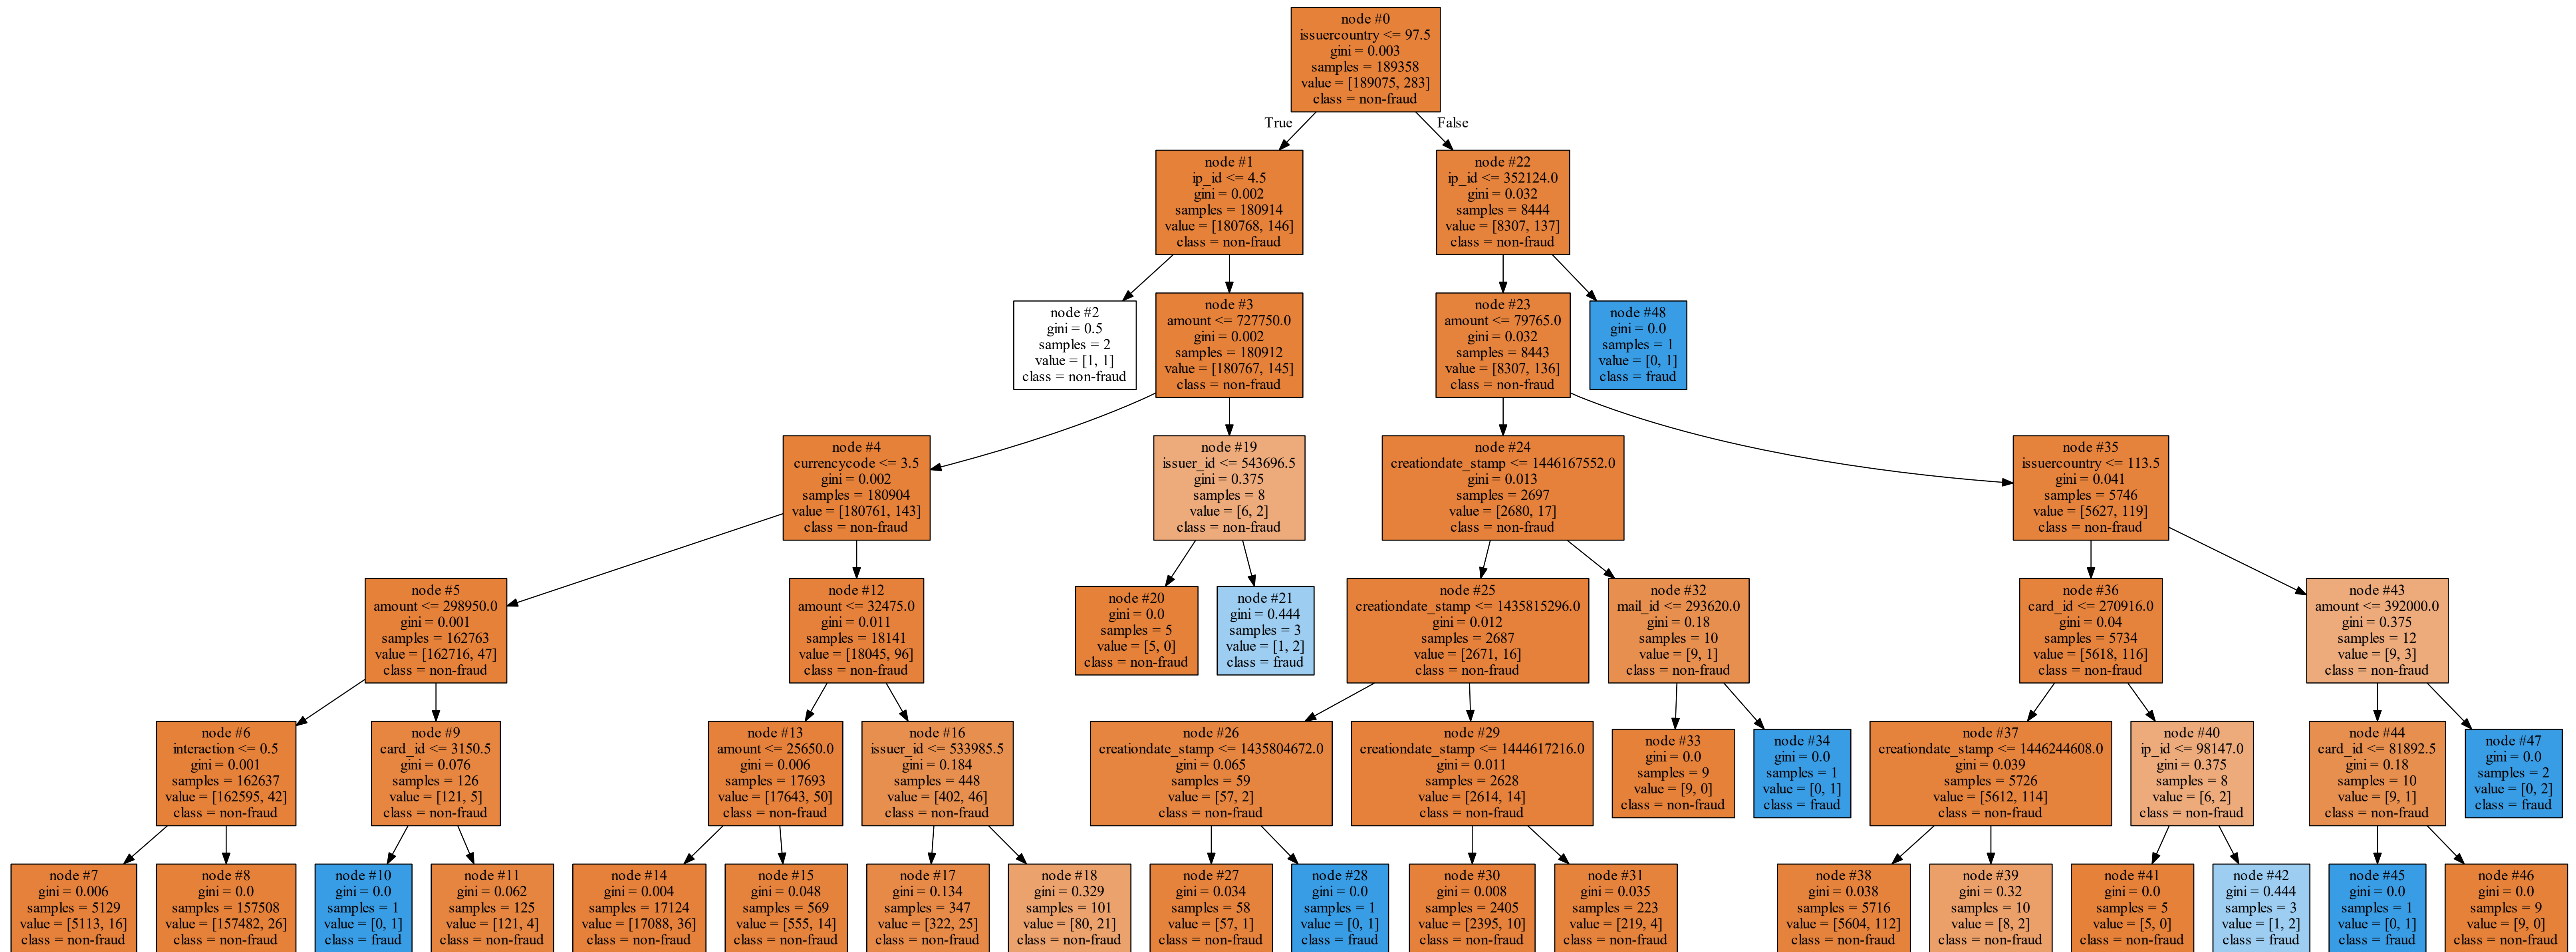 node #0
issuercountry <= 97.5
gini = 0.003
samples = 189358
value = [189075, 283]
class = non-fraud
True
False
node #1
ip_id <= 4.5
gini = 0.002
samples = 180914
value = [180768, 146]
class = non-fraud
node #22
ip_id <= 352124.0
gini = 0.032
samples = 8444
value = [8307, 137]
class = non-fraud
node #2
gini = 0.5
samples = 2
value = [1, 1]
class = non-fraud
node #3
amount <= 727750.0
gini = 0.002
samples = 180912
value = [180767, 145]
class = non-fraud
node #23
amount <= 79765.0
gini = 0.032
samples = 8443
value = [8307, 136]
class = non-fraud
node #48
gini = 0.0
samples = 1
value = [0, 1]
class = fraud
node #4
currencycode <= 3.5
gini = 0.002
samples = 180904
value = [180761, 143]
class = non-fraud
node #19
issuer_id <= 543696.5
gini = 0.375
samples = 8
value = [6, 2]
class = non-fraud
node #24
creationdate_stamp <= 1446167552.0
gini = 0.013
samples = 2697
value = [2680, 17]
class = non-fraud
node #35
issuercountry <= 113.5
gini = 0.041
samples = 5746
value = [5627, 119]
class = non-fraud
node #5
amount <= 298950.0
gini = 0.001
samples = 162763
value = [162716, 47]
class = non-fraud
node #12
amount <= 32475.0
gini = 0.011
samples = 18141
value = [18045, 96]
class = non-fraud
node #20
gini = 0.0
samples = 5
value = [5, 0]
class = non-fraud
node #21
gini = 0.444
samples = 3
value = [1, 2]
class = fraud
node #25
creationdate_stamp <= 1435815296.0
gini = 0.012
samples = 2687
value = [2671, 16]
class = non-fraud
node #32
mail_id <= 293620.0
gini = 0.18
samples = 10
value = [9, 1]
class = non-fraud
node #36
card_id <= 270916.0
gini = 0.04
samples = 5734
value = [5618, 116]
class = non-fraud
node #43
amount <= 392000.0
gini = 0.375
samples = 12
value = [9, 3]
class = non-fraud
node #6
interaction <= 0.5
gini = 0.001
samples = 162637
value = [162595, 42]
class = non-fraud
node #9
card_id <= 3150.5
gini = 0.076
samples = 126
value = [121, 5]
class = non-fraud
node #13
amount <= 25650.0
gini = 0.006
samples = 17693
value = [17643, 50]
class = non-fraud
node #16
issuer_id <= 533985.5
gini = 0.184
samples = 448
value = [402, 46]
class = non-fraud
node #26
creationdate_stamp <= 1435804672.0
gini = 0.065
samples = 59
value = [57, 2]
class = non-fraud
node #29
creationdate_stamp <= 1444617216.0
gini = 0.011
samples = 2628
value = [2614, 14]
class = non-fraud
node #33
gini = 0.0
samples = 9
value = [9, 0]
class = non-fraud
node #34
gini = 0.0
samples = 1
value = [0, 1]
class = fraud
node #37
creationdate_stamp <= 1446244608.0
gini = 0.039
samples = 5726
value = [5612, 114]
class = non-fraud
node #40
ip_id <= 98147.0
gini = 0.375
samples = 8
value = [6, 2]
class = non-fraud
node #44
card_id <= 81892.5
gini = 0.18
samples = 10
value = [9, 1]
class = non-fraud
node #47
gini = 0.0
samples = 2
value = [0, 2]
class = fraud
node #7
gini = 0.006
samples = 5129
value = [5113, 16]
class = non-fraud
node #8
gini = 0.0
samples = 157508
value = [157482, 26]
class = non-fraud
node #10
gini = 0.0
samples = 1
value = [0, 1]
class = fraud
node #11
gini = 0.062
samples = 125
value = [121, 4]
class = non-fraud
node #14
gini = 0.004
samples = 17124
value = [17088, 36]
class = non-fraud
node #15
gini = 0.048
samples = 569
value = [555, 14]
class = non-fraud
node #17
gini = 0.134
samples = 347
value = [322, 25]
class = non-fraud
node #18
gini = 0.329
samples = 101
value = [80, 21]
class = non-fraud
node #27
gini = 0.034
samples = 58
value = [57, 1]
class = non-fraud
node #28
gini = 0.0
samples = 1
value = [0, 1]
class = fraud
node #30
gini = 0.008
samples = 2405
value = [2395, 10]
class = non-fraud
node #31
gini = 0.035
samples = 223
value = [219, 4]
class = non-fraud
node #38
gini = 0.038
samples = 5716
value = [5604, 112]
class = non-fraud
node #39
gini = 0.32
samples = 10
value = [8, 2]
class = non-fraud
node #41
gini = 0.0
samples = 5
value = [5, 0]
class = non-fraud
node #42
gini = 0.444
samples = 3
value = [1, 2]
class = fraud
node #45
gini = 0.0
samples = 1
value = [0, 1]
class = fraud
node #46
gini = 0.0
samples = 9
value = [9, 0]
class = non-fraud